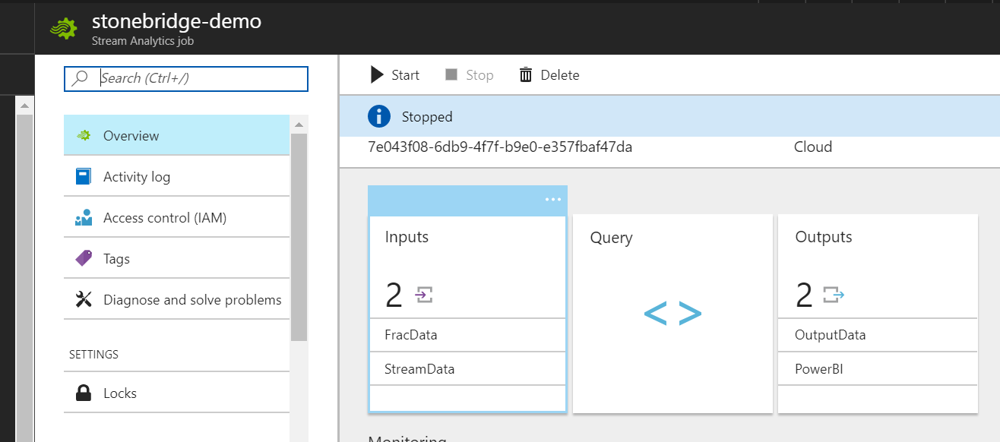 stonebridge-demo
Stream Analytics job
Search (Ctrl+/)
Overview
Activity log
Access control (IAM)
Tags
Diagnose and solve problems
SETTINGS
Locks
Start
Stop
Delete
Stopped
7e043f08-6db9-4f7f-b9e0-e357fbaf47da
Cloud
Inputs
2
FracData
StreamData
Query
< >
Outputs
2
OutputData
PowerBI
Monitoring